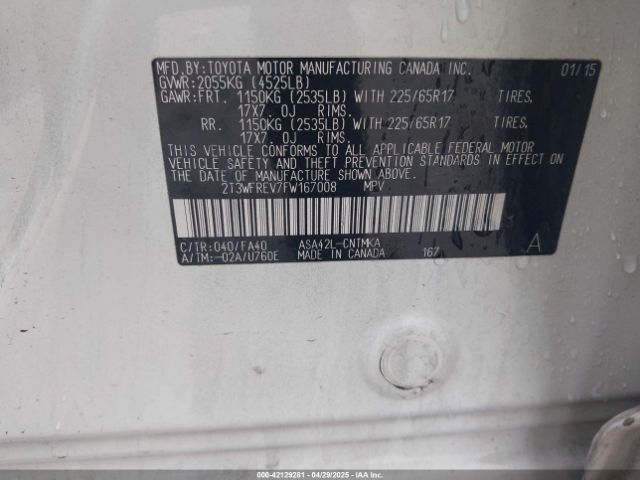 MFD.BY:TOYOTA MOTOR MANUFACTURING CANADA INC. 01/15
GVWR:2055KG (4525LB)
GAWR:FRT. 1150KG (2535LB) WITH 225/65R17 TIRES,
17X7. 0J RIMS.
RR. 1150KG (2535LB) WITH 225/65R17 TIRES,
17X7. 0J RIMS.
THIS VEHICLE CONFORMS TO ALL APPLICABLE FEDERAL MOTOR
VEHICLE SAFETY AND THEFT PREVENTION STANDARDS IN EFFECT ON
THE DATE OF MANUFACTURE SHOWN ABOVE.
2T3WFREV7FW167008 MPV
C/TR:040/FA40 ASA42L-CNTMKA A
A/TM:-02A/U760E MADE IN CANADA 167
000-42129281 - 04/29/2025 - IAAI.COM